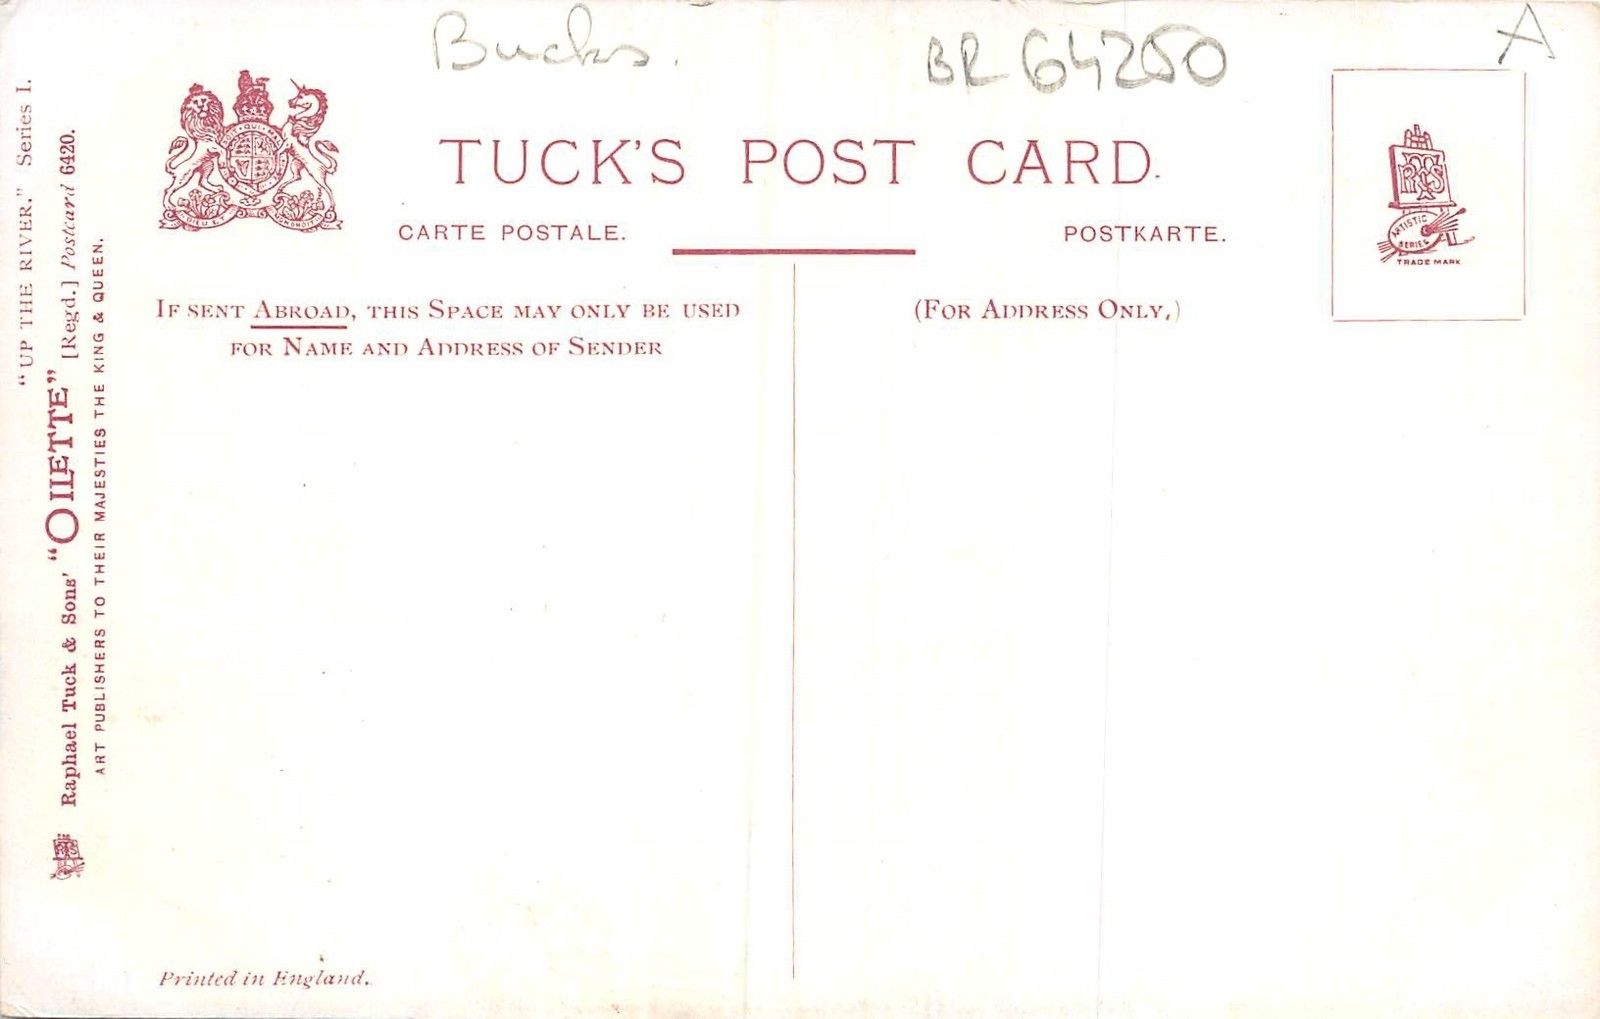 Bucks.
BR 64250
A
TUCK'S POST CARD.
CARTE POSTALE.
POSTKARTE.
ARTISTIC
SERIES
TRADE MARK
IF SENT ABROAD, THIS SPACE MAY ONLY BE USED
FOR NAME AND ADDRESS OF SENDER
(FOR ADDRESS ONLY,)
"UP THE RIVER." Series I.
Raphael Tuck & Sons' "OILETTE" [Regd.] Postcard 6420.
ART PUBLISHERS TO THEIR MAJESTIES THE KING & QUEEN.
Printed in England.